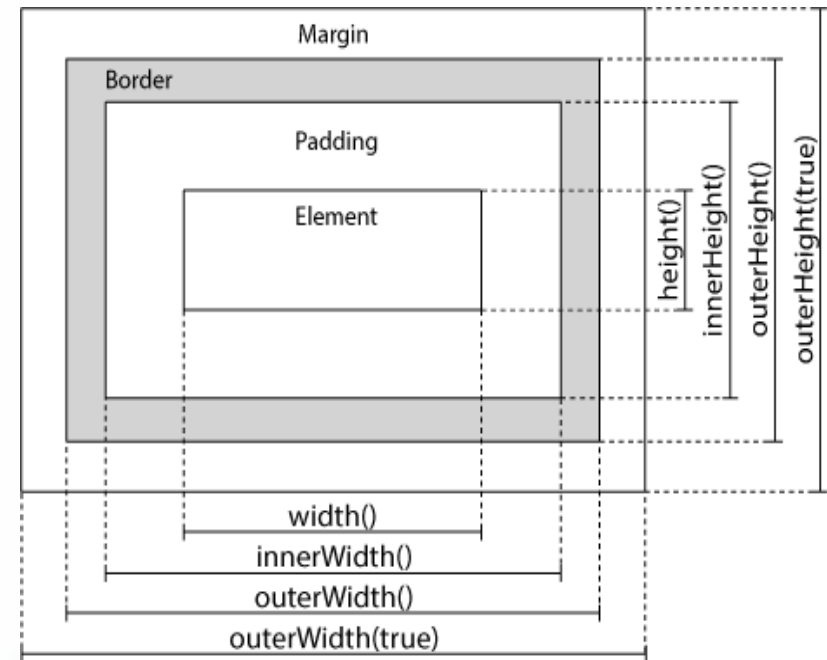 Margin
Border
Padding
Element
height()
innerHeight()
outerHeight()
outerHeight(true)
width()
innerWidth()
outerWidth()
outerWidth(true)